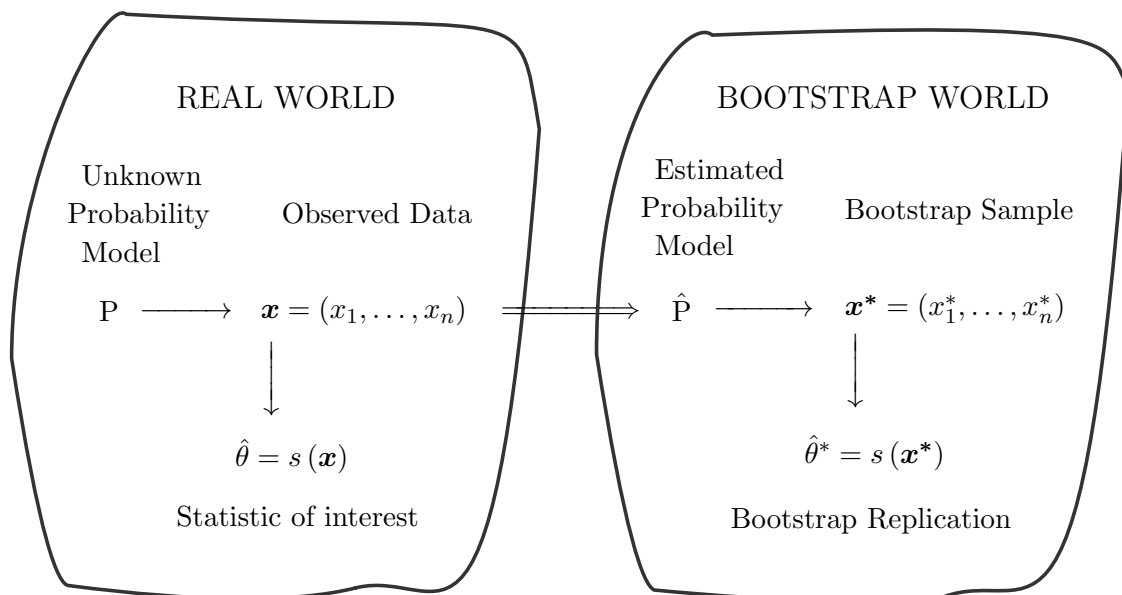 REAL WORLD
Unknown
Probability
Model
Observed Data
P ⟶ 𝒙 = (x₁, …, xₙ)
θ̂ = s (𝒙)
Statistic of interest
⟹
BOOTSTRAP WORLD
Estimated
Probability
Model
Bootstrap Sample
P̂ ⟶ 𝒙* = (x₁*, …, xₙ*)
θ̂* = s (𝒙*)
Bootstrap Replication